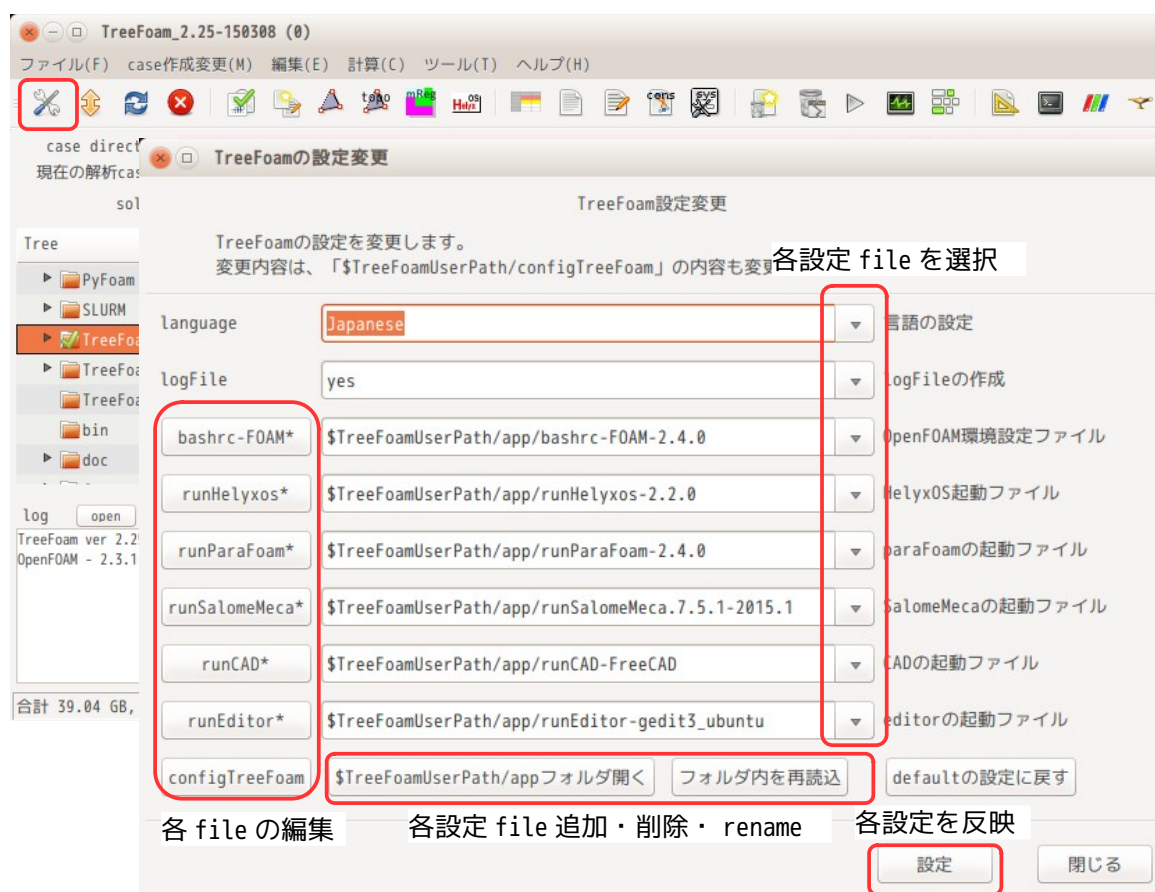 TreeFoam_2.25-150308 (0)
ファイル(F) case作成変更(M) 編集(E) 計算(C) ツール(T) ヘルプ(H)
topo mReg OS Helyx cons sys
case direct
現在の解析cas
sol
Tree
PyFoam
SLURM
TreeFoa
TreeFoa
TreeFoa
bin
doc
log open
TreeFoam ver 2.2
OpenFOAM - 2.3.1
合計 39.04 GB,
TreeFoamの設定変更
TreeFoam設定変更
TreeFoamの設定を変更します。
変更内容は、「$TreeFoamUserPath/configTreeFoam」の内容も変更
各設定 file を選択
language Japanese 言語の設定
logFile yes logFileの作成
bashrc-FOAM* $TreeFoamUserPath/app/bashrc-FOAM-2.4.0 OpenFOAM環境設定ファイル
runHelyxos* $TreeFoamUserPath/app/runHelyxos-2.2.0 HelyxOS起動ファイル
runParaFoam* $TreeFoamUserPath/app/runParaFoam-2.4.0 paraFoamの起動ファイル
runSalomeMeca* $TreeFoamUserPath/app/runSalomeMeca.7.5.1-2015.1 SalomeMecaの起動ファイル
runCAD* $TreeFoamUserPath/app/runCAD-FreeCAD CADの起動ファイル
runEditor* $TreeFoamUserPath/app/runEditor-gedit3_ubuntu editorの起動ファイル
configTreeFoam $TreeFoamUserPath/appフォルダ開く フォルダ内を再読込 defaultの設定に戻す
各 file の編集 各設定 file 追加・削除・ rename 各設定を反映
設定 閉じる